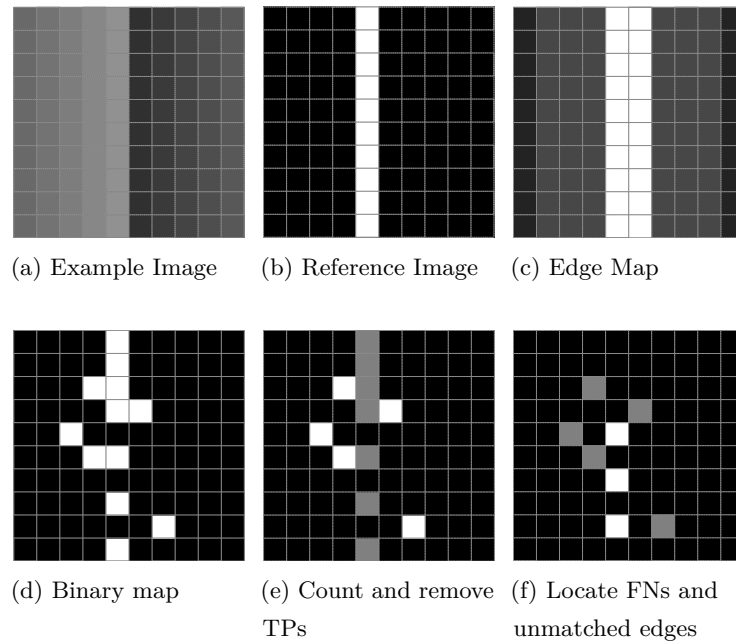 (a) Example Image
(b) Reference Image
(c) Edge Map
(d) Binary map
(e) Count and remove
TPs
(f) Locate FNs and
unmatched edges